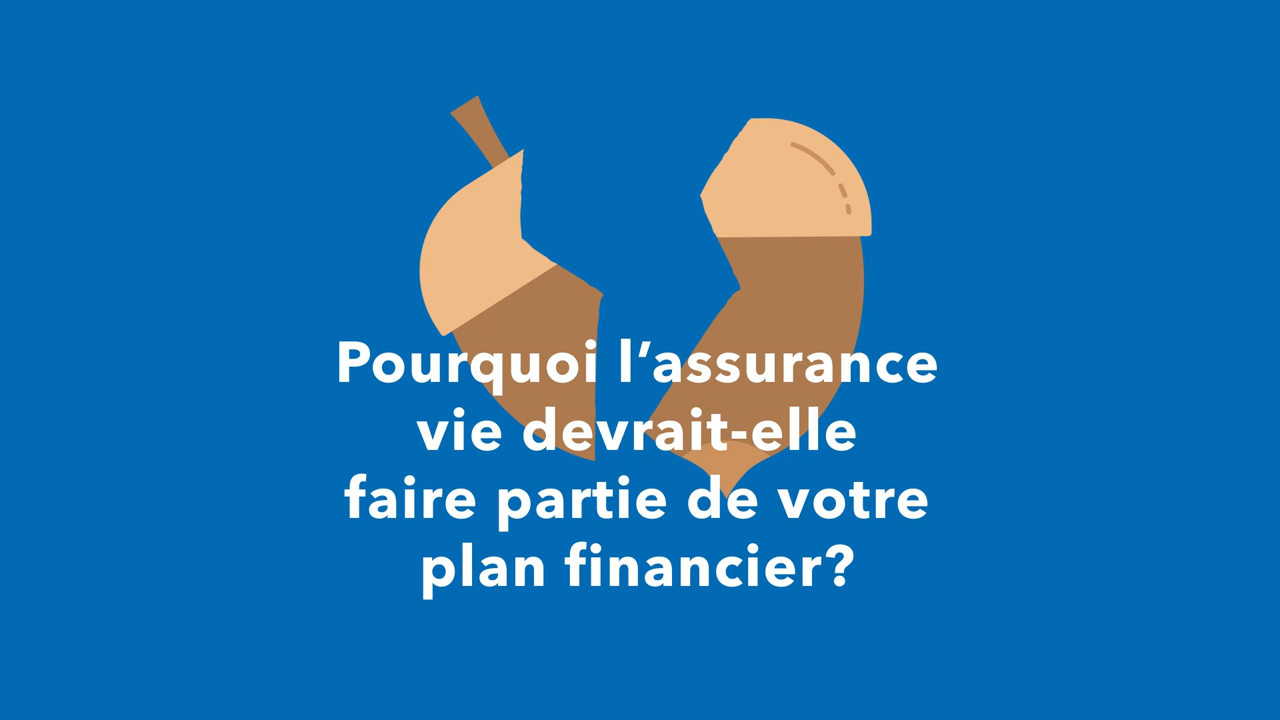 Pourquoi l’assurance
vie devrait-elle
faire partie de votre
plan financier?